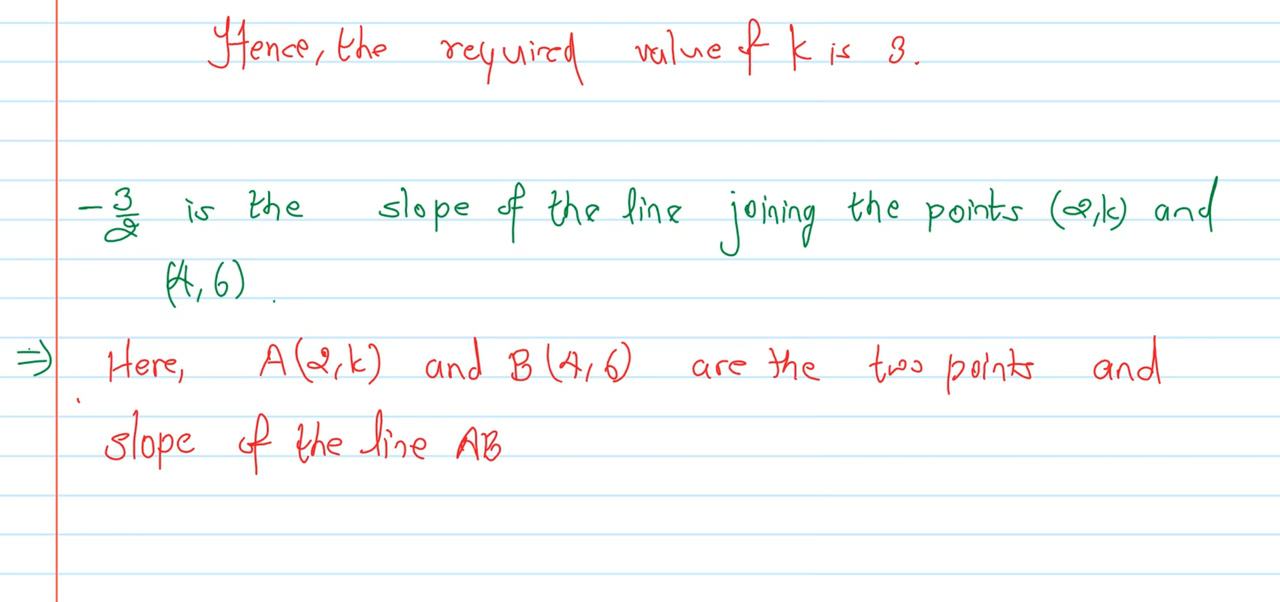 Hence, the required value of k is 3.
-3/2 is the slope of the line joining the points (2,k) and
(4,6).
⇒ Here, A(2,k) and B(4,6) are the two points and
slope of the line AB